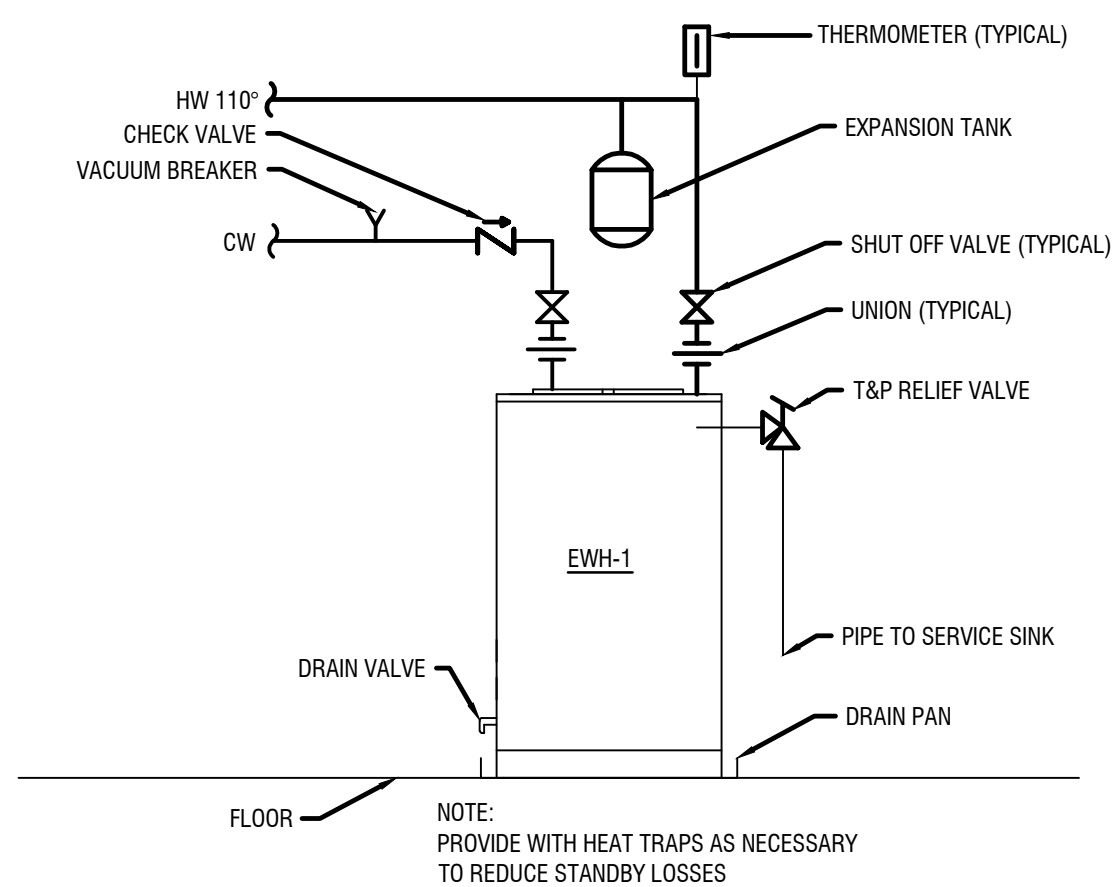 THERMOMETER (TYPICAL)
HW 110°
CHECK VALVE
EXPANSION TANK
VACUUM BREAKER
CW
SHUT OFF VALVE (TYPICAL)
UNION (TYPICAL)
T&P RELIEF VALVE
EWH-1
PIPE TO SERVICE SINK
DRAIN VALVE
DRAIN PAN
FLOOR
NOTE:
PROVIDE WITH HEAT TRAPS AS NECESSARY
TO REDUCE STANDBY LOSSES